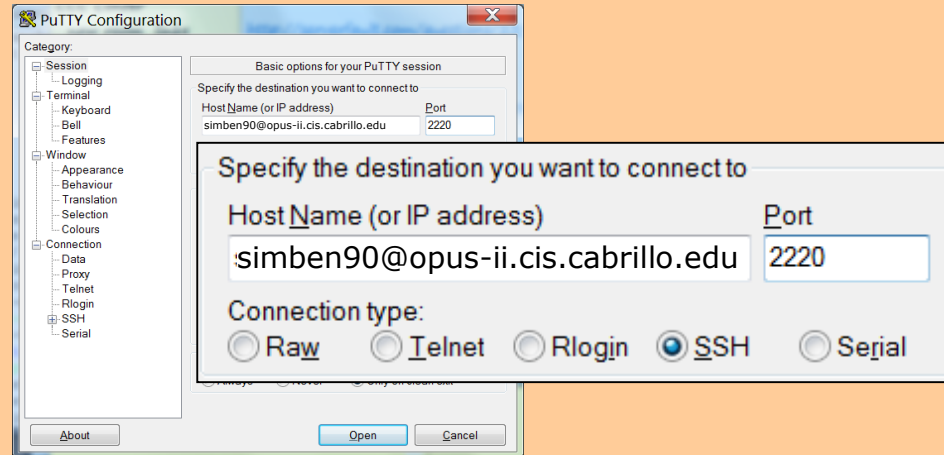 PuTTY Configuration
Category:
Session
Logging
Terminal
Keyboard
Bell
Features
Window
Appearance
Behaviour
Translation
Selection
Colours
Connection
Data
Proxy
Telnet
Rlogin
SSH
Serial
Basic options for your PuTTY session
Specify the destination you want to connect to
Host Name (or IP address) Port
simben90@opus-ii.cis.cabrillo.edu 2220
Specify the destination you want to connect to
Host Name (or IP address) Port
simben90@opus-ii.cis.cabrillo.edu 2220
Connection type:
Raw Telnet Rlogin SSH Serial
About Open Cancel